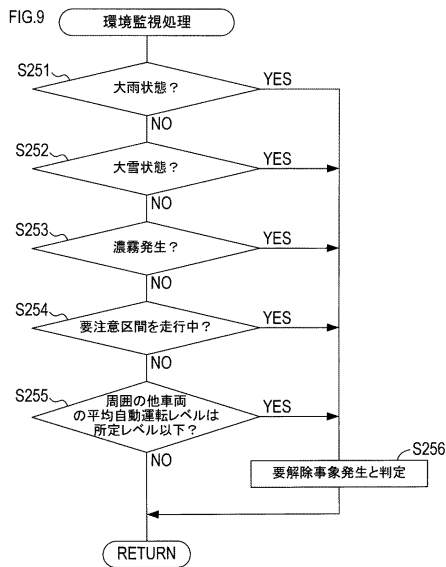 FIG.9
環境監視処理
S251
大雨状態？
YES
NO
S252
大雪状態？
YES
NO
S253
濃霧発生？
YES
NO
S254
要注意区間を走行中？
YES
NO
S255
周囲の他車両
の平均自動運転レベルは
所定レベル以下？
YES
NO
S256
要解除事象発生と判定
RETURN